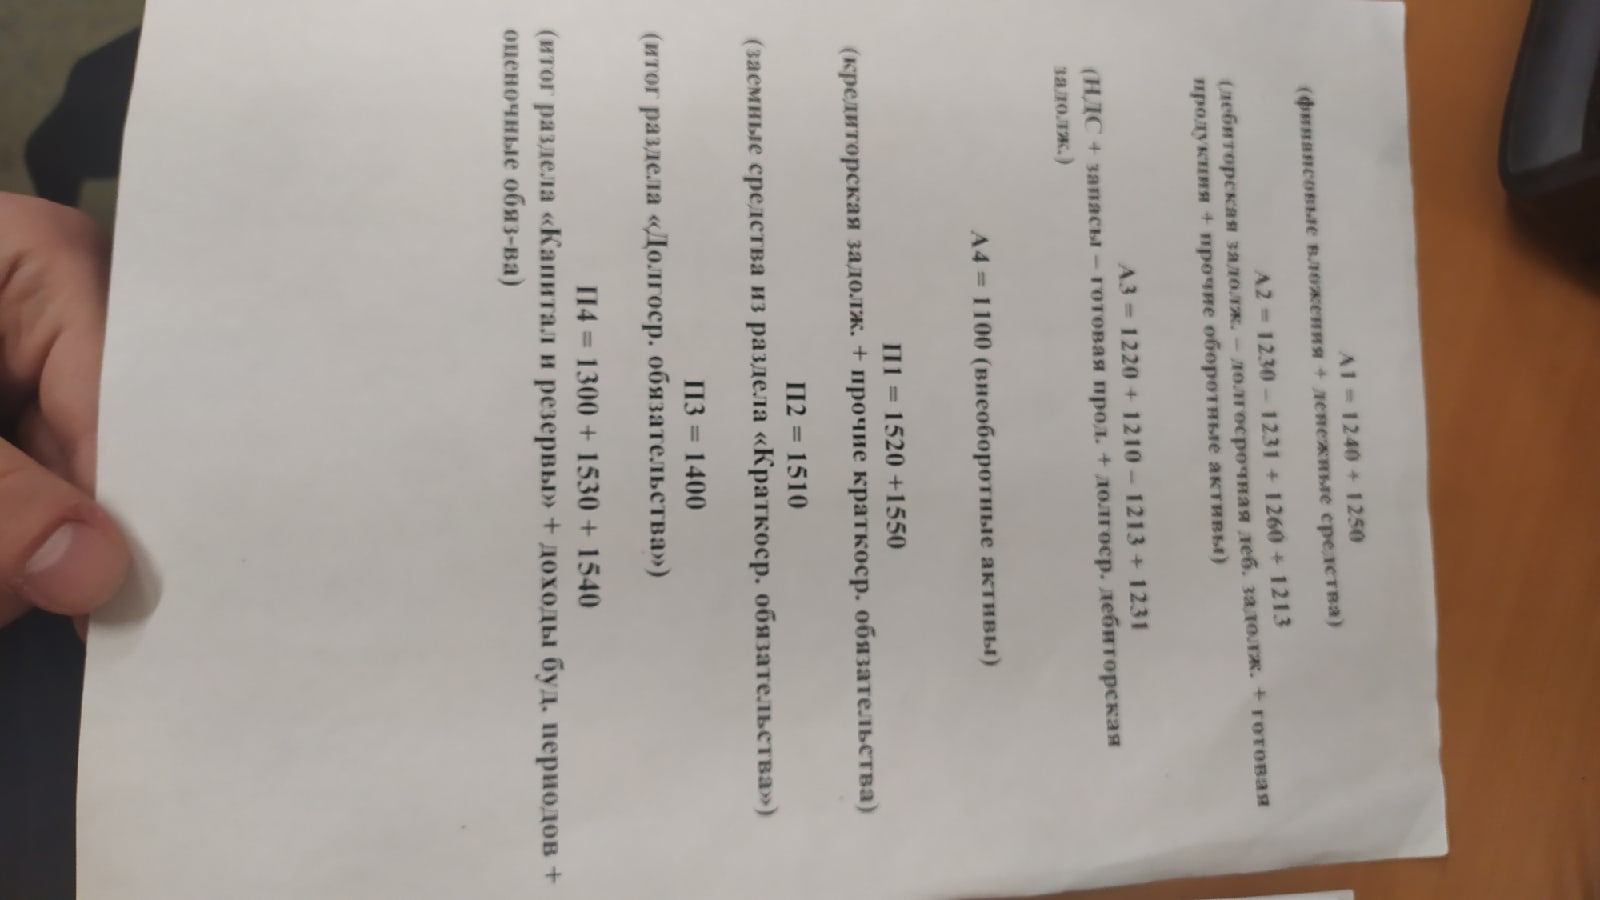 А1 = 1240 + 1250
(финансовые вложения + денежные средства)
А2 = 1230 – 1231 + 1260 + 1213
(дебиторская задолж. – долгосрочная деб. задолж. + готовая
продукция + прочие оборотные активы)
А3 = 1220 + 1210 – 1213 + 1231
(НДС + запасы – готовая прод. + долгоср. дебиторская
задолж.)
А4 = 1100 (внеоборотные активы)
П1 = 1520 +1550
(кредиторская задолж. + прочие краткоср. обязательства)
П2 = 1510
(заемные средства из раздела «Краткоср. обязательства»)
П3 = 1400
(итог раздела «Долгоср. обязательства»)
П4 = 1300 + 1530 + 1540
(итог раздела «Капитал и резервы» + доходы буд. периодов +
оценочные обяз-ва)